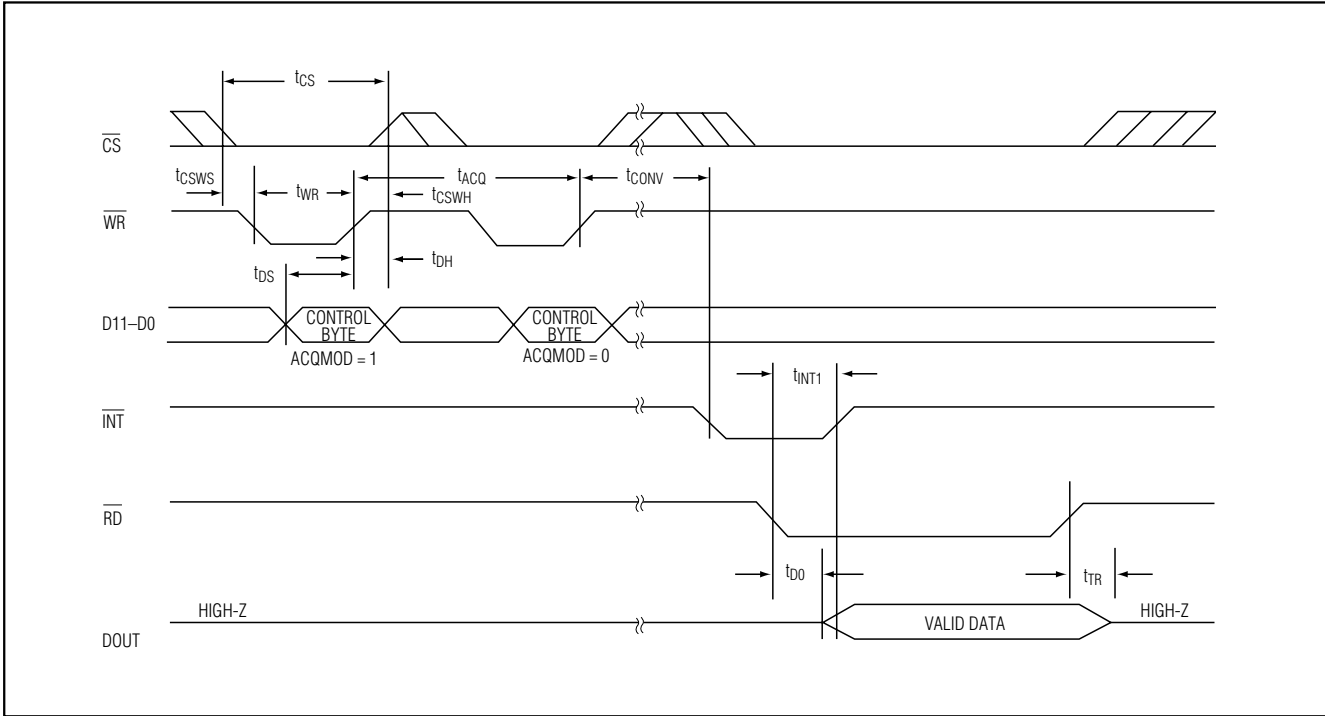 tCS
CS
tCSWS
tWR
tACQ
tCSWH
tCONV
WR
tDS
tDH
D11–D0
CONTROL
BYTE
ACQMOD = 1
CONTROL
BYTE
ACQMOD = 0
tINT1
INT
RD
tD0
tTR
HIGH-Z
VALID DATA
HIGH-Z
DOUT